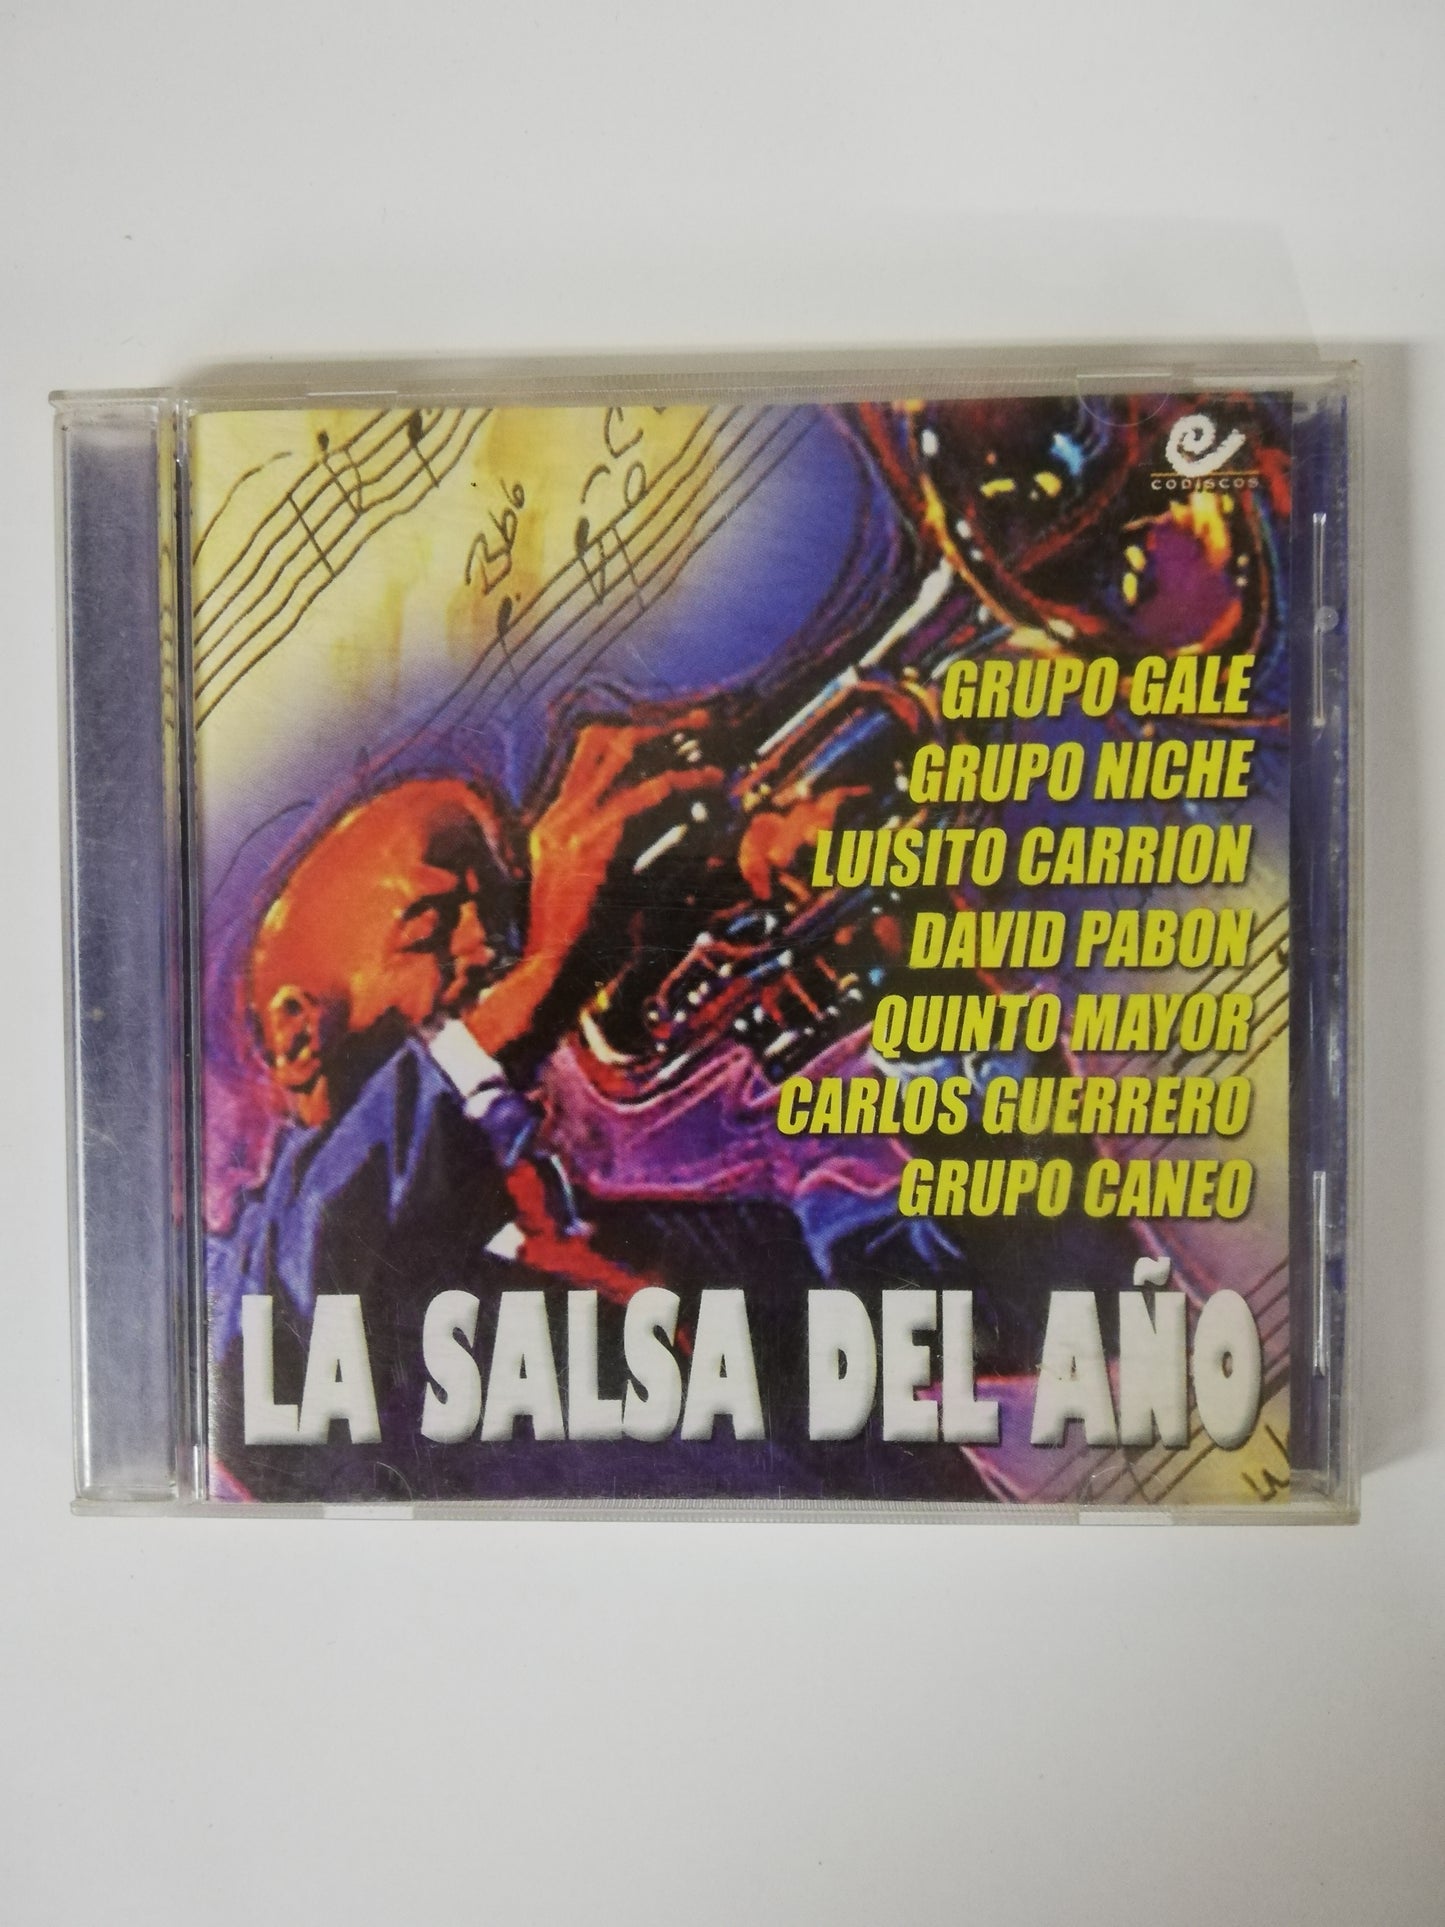 CODISCOS
Bb6
GRUPO GALE
GRUPO NICHE
LUISITO CARRION
DAVID PABON
QUINTO MAYOR
CARLOS GUERRERO
GRUPO CANEO
LA SALSA DEL AÑO